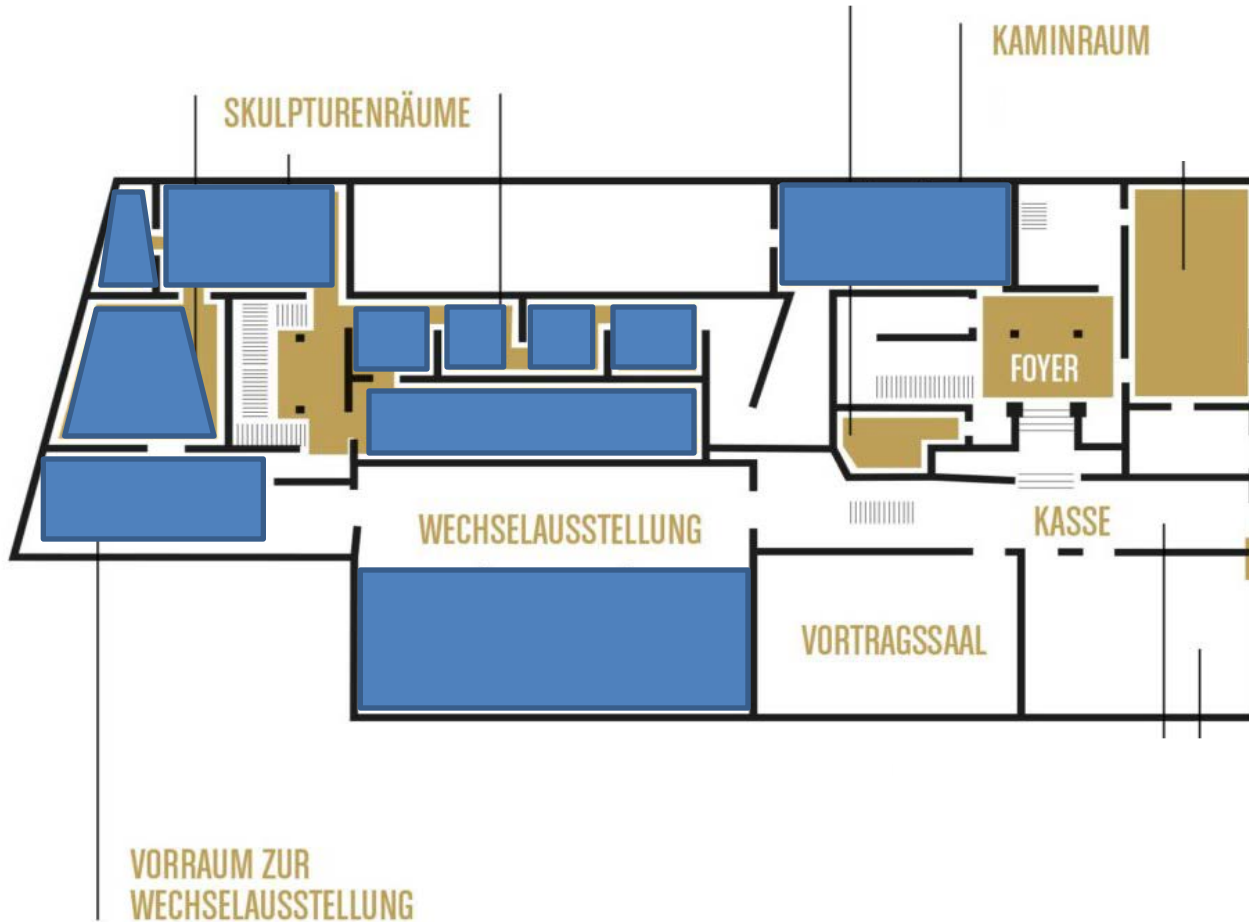 KAMINRAUM
SKULPTURENRÄUME
FOYER
WECHSELAUSSTELLUNG
KASSE
VORTRAGSSAAL
VORRAUM ZUR
WECHSELAUSSTELLUNG